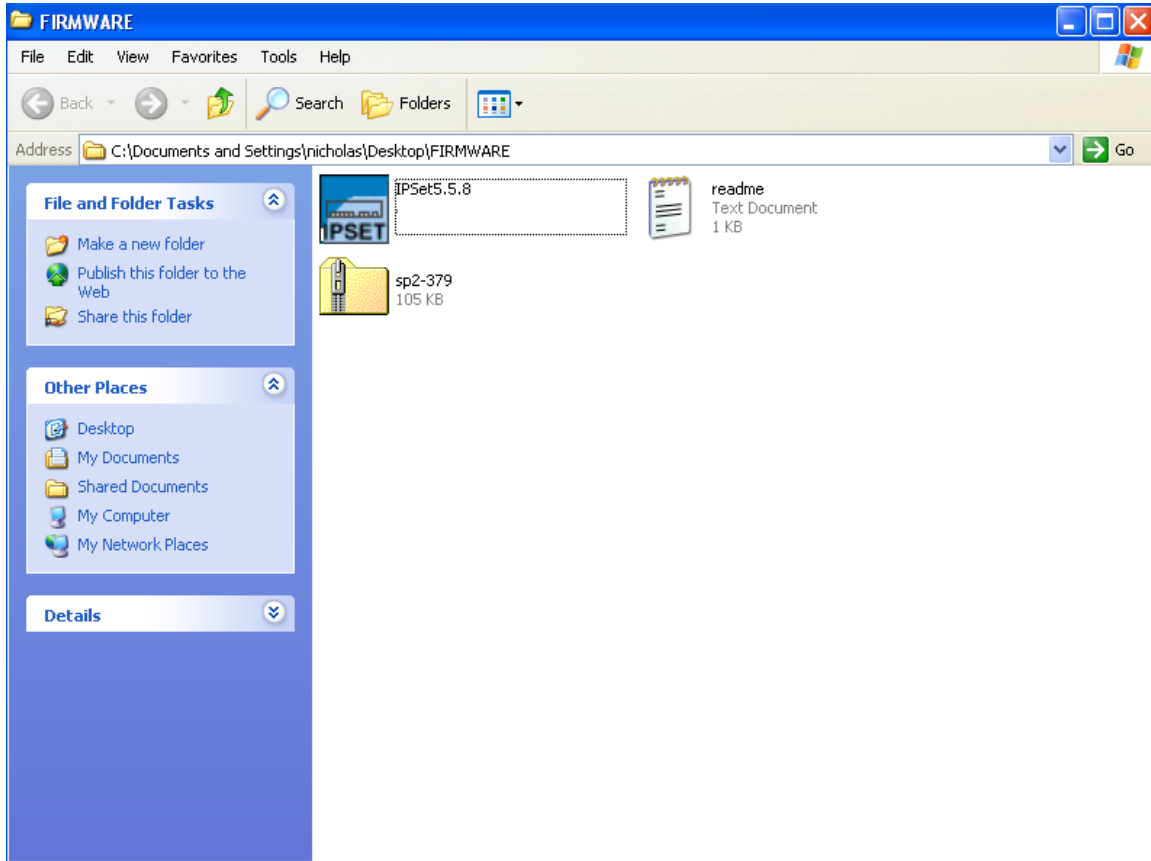 FIRMWARE
File Edit View Favorites Tools Help
Back Search Folders
Address C:\Documents and Settings\nicholas\Desktop\FIRMWARE Go
File and Folder Tasks
Make a new folder
Publish this folder to the
Web
Share this folder
Other Places
Desktop
My Documents
Shared Documents
My Computer
My Network Places
Details
IPSET
IPSet5.5.8
readme
Text Document
1 KB
sp2-379
105 KB